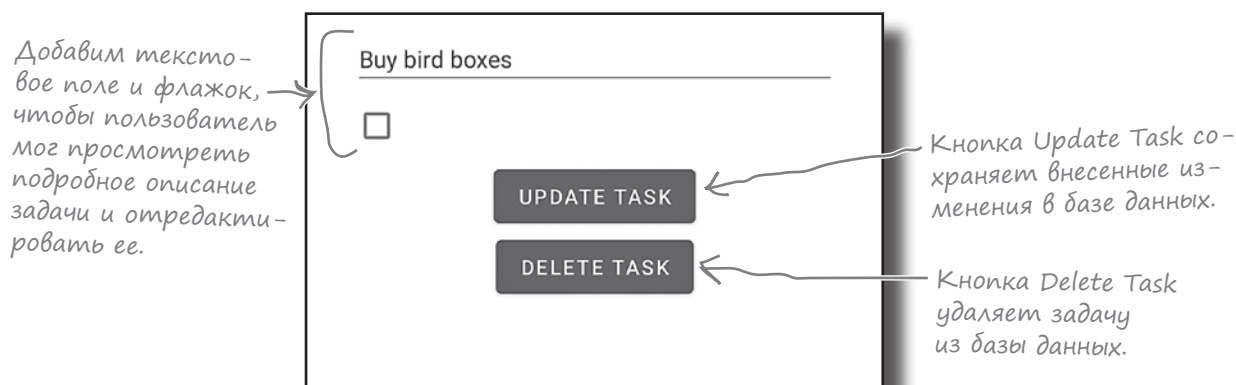 Добавим тексто-
вое поле и флажок,
чтобы пользователь
мог просмотреть
подробное описание
задачи и отредакти-
ровать ее.
Buy bird boxes
UPDATE TASK
DELETE TASK
Кнопка Update Task со-
храняет внесенные из-
менения в базе данных.
Кнопка Delete Task
удаляет задачу
из базы данных.